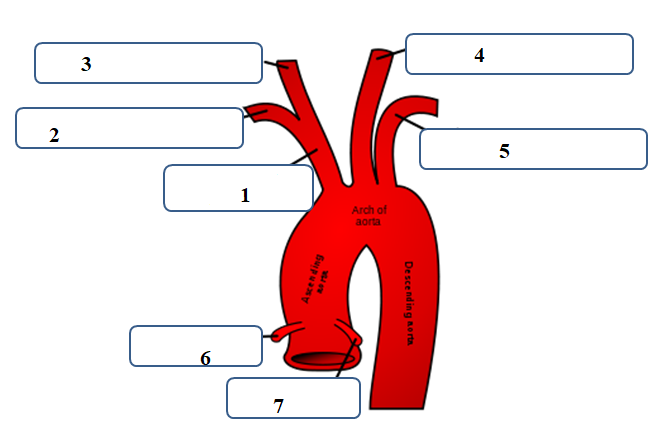 3
4
2
5
1
Arch of
aorta
Ascending
aorta
Descending aorta
6
7